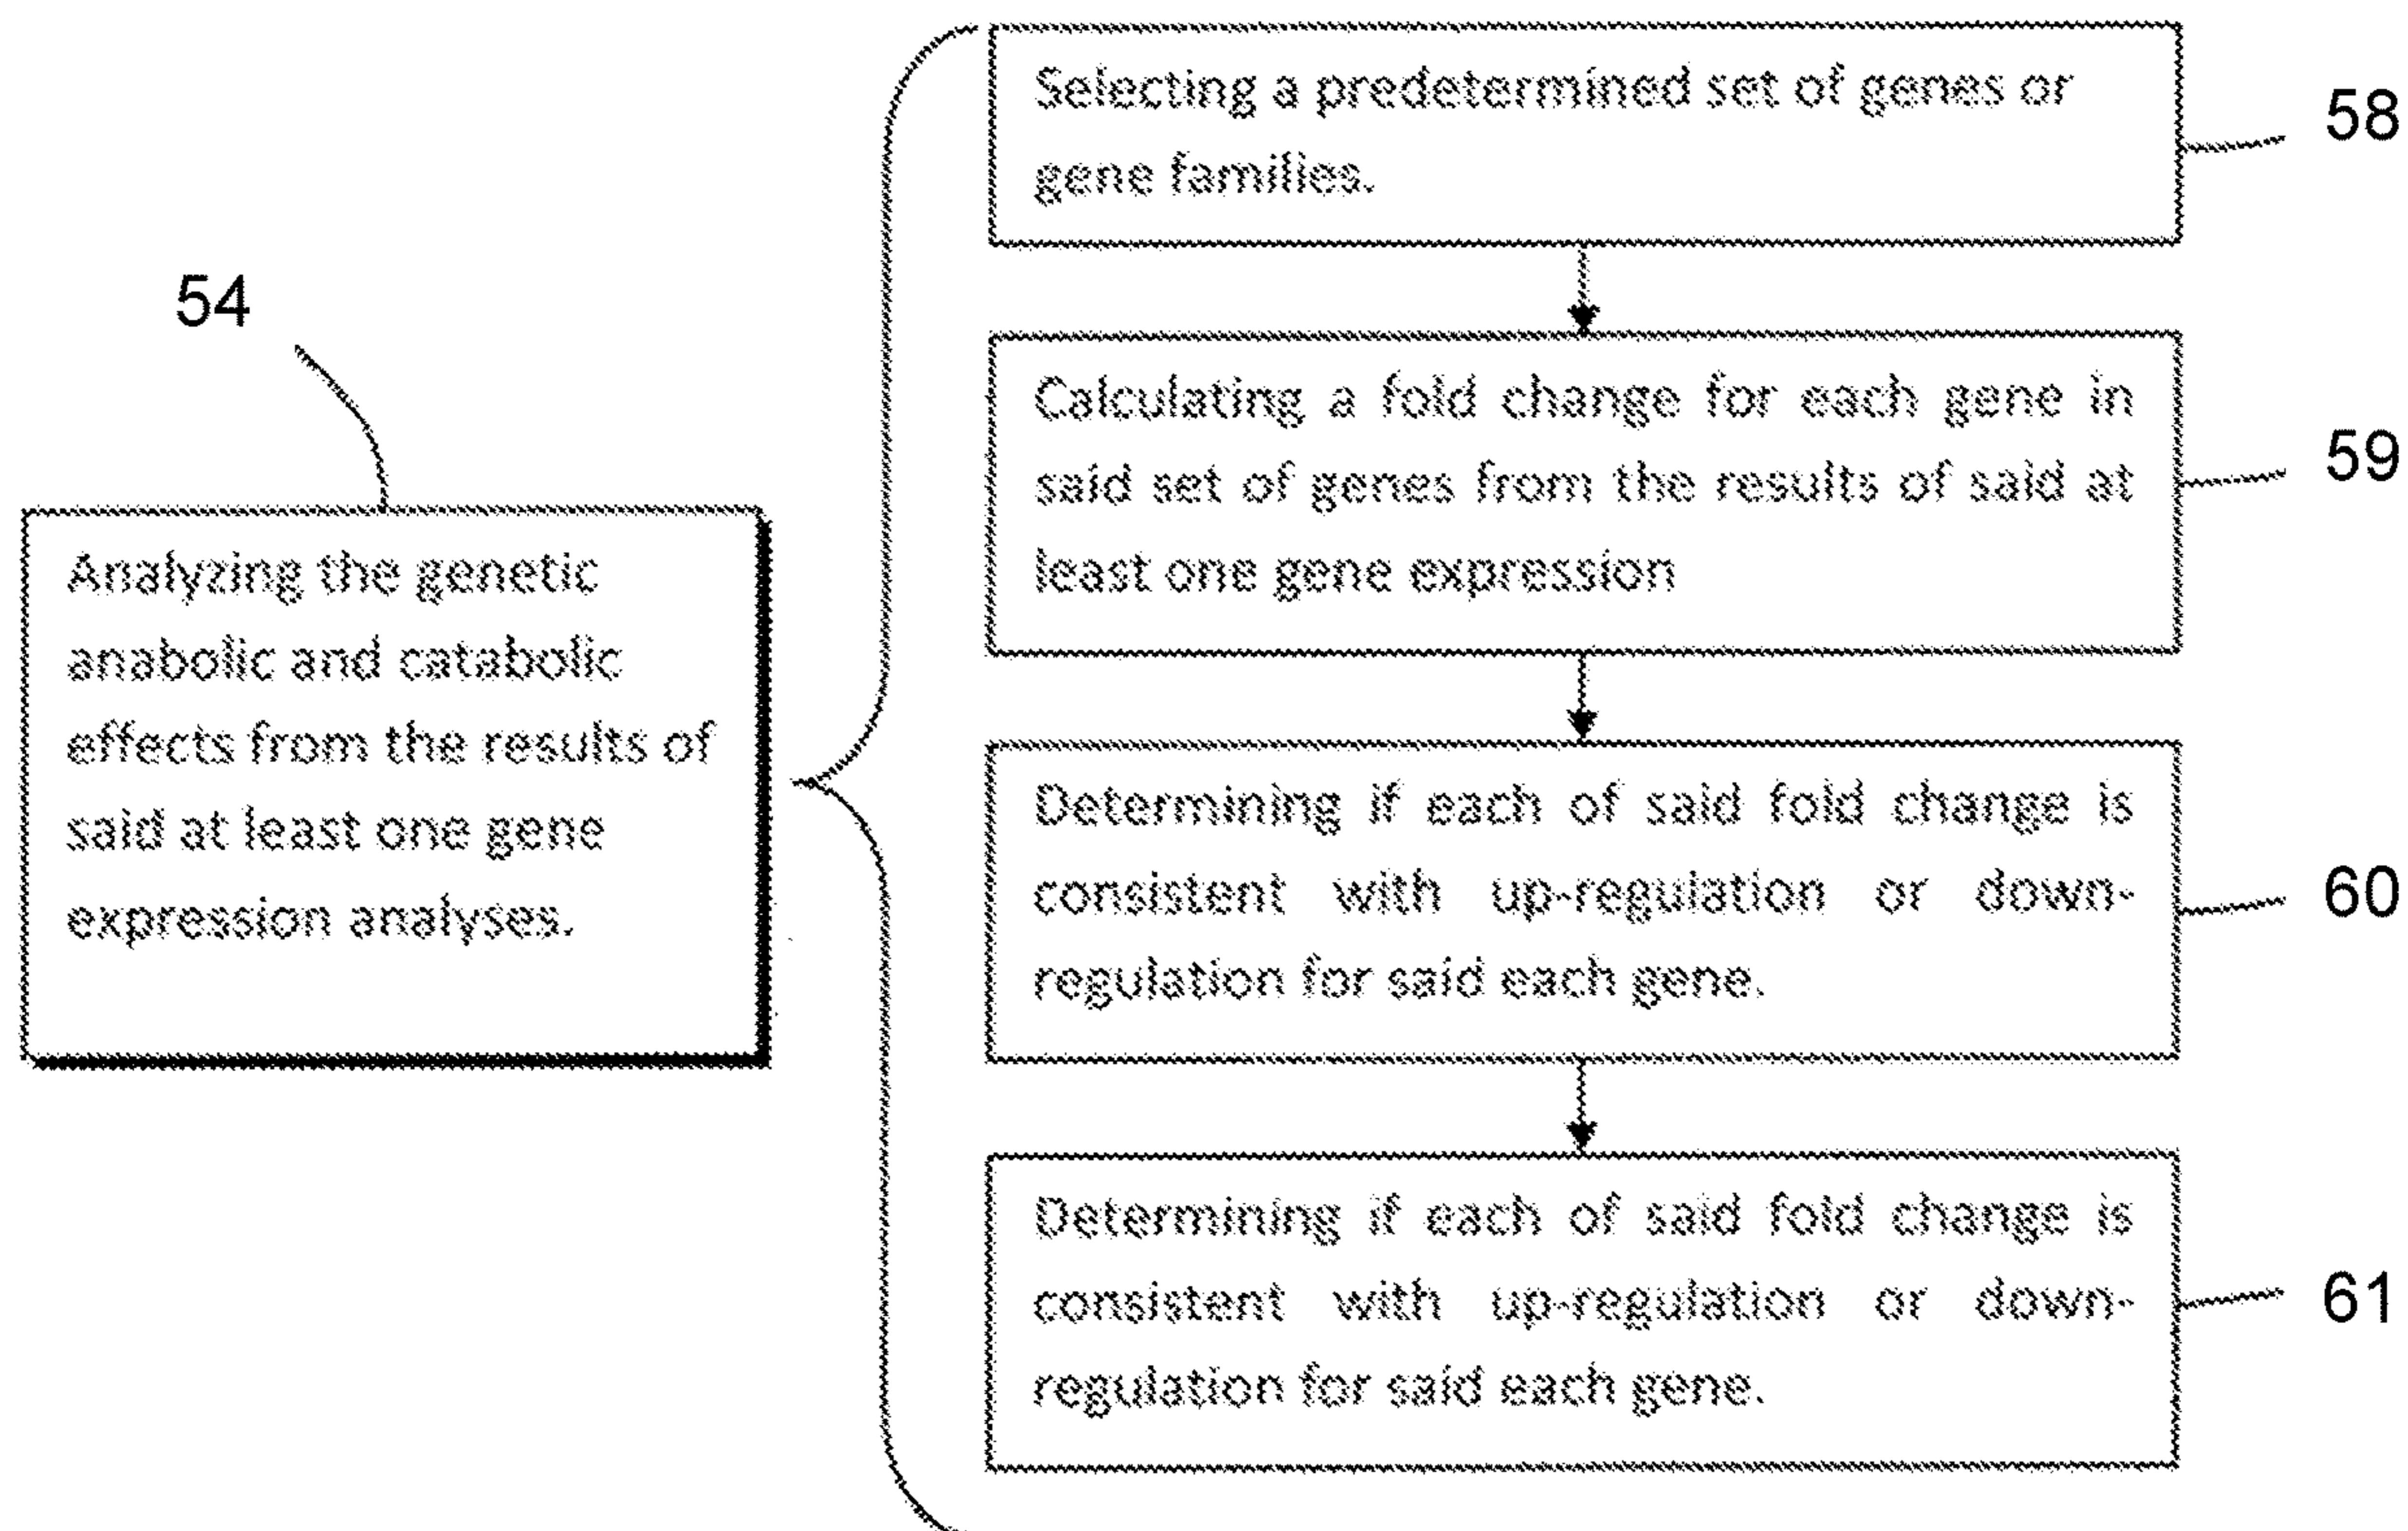 54
Analyzing the genetic
anabolic and catabolic
effects from the results of
said at least one gene
expression analyses.
Selecting a predetermined set of genes or
gene families.
58
Calculating a fold change for each gene in
said set of genes from the results of said at
least one gene expression
59
Determining if each of said fold change is
consistent with up-regulation or down-
regulation for said each gene.
60
Determining if each of said fold change is
consistent with up-regulation or down-
regulation for said each gene.
61